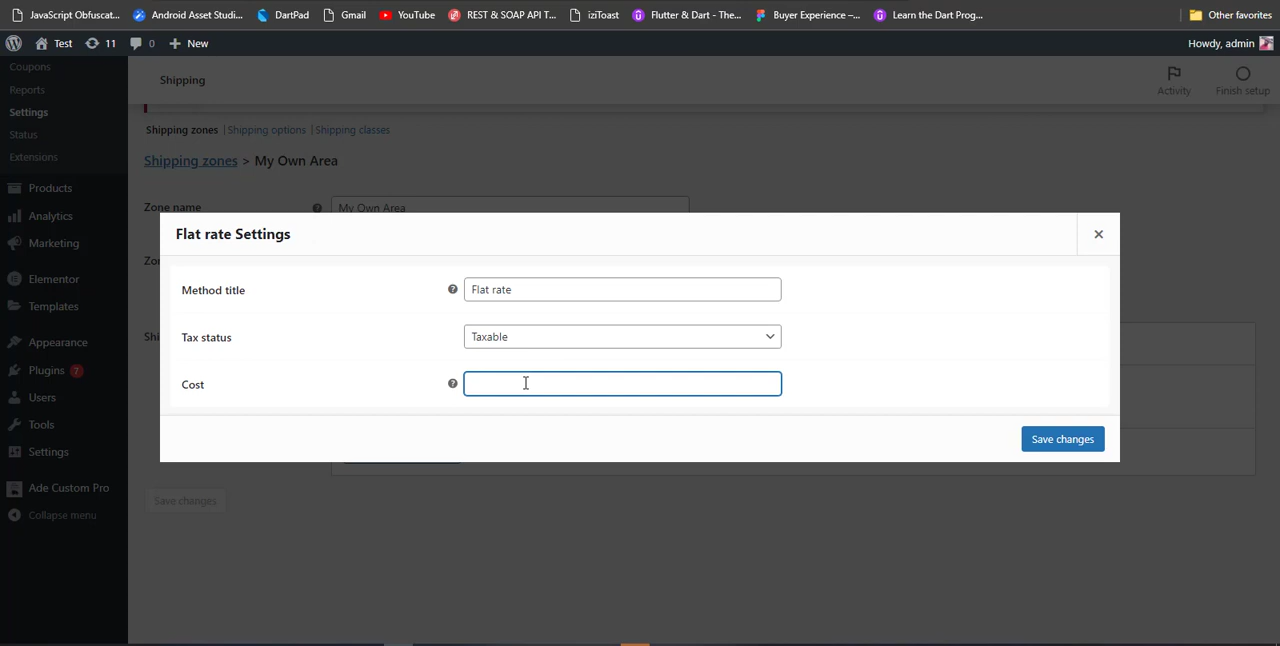 JavaScript Obfuscat...
Android Asset Studi...
DartPad
Gmail
YouTube
REST & SOAP API T...
iziToast
Flutter & Dart - The...
Buyer Experience –...
Learn the Dart Prog...
Other favorites
Test
11
0
New
Howdy, admin
Coupons
Reports
Settings
Status
Extensions
Products
Analytics
Marketing
Elementor
Templates
Appearance
Plugins 7
Users
Tools
Settings
Ade Custom Pro
Collapse menu
Shipping
Activity
Finish setup
Shipping zones | Shipping options | Shipping classes
Shipping zones > My Own Area
Zone name
My Own Area
Zo
Shi
Flat rate Settings
Method title
Flat rate
Tax status
Taxable
Cost
Save changes
Save changes